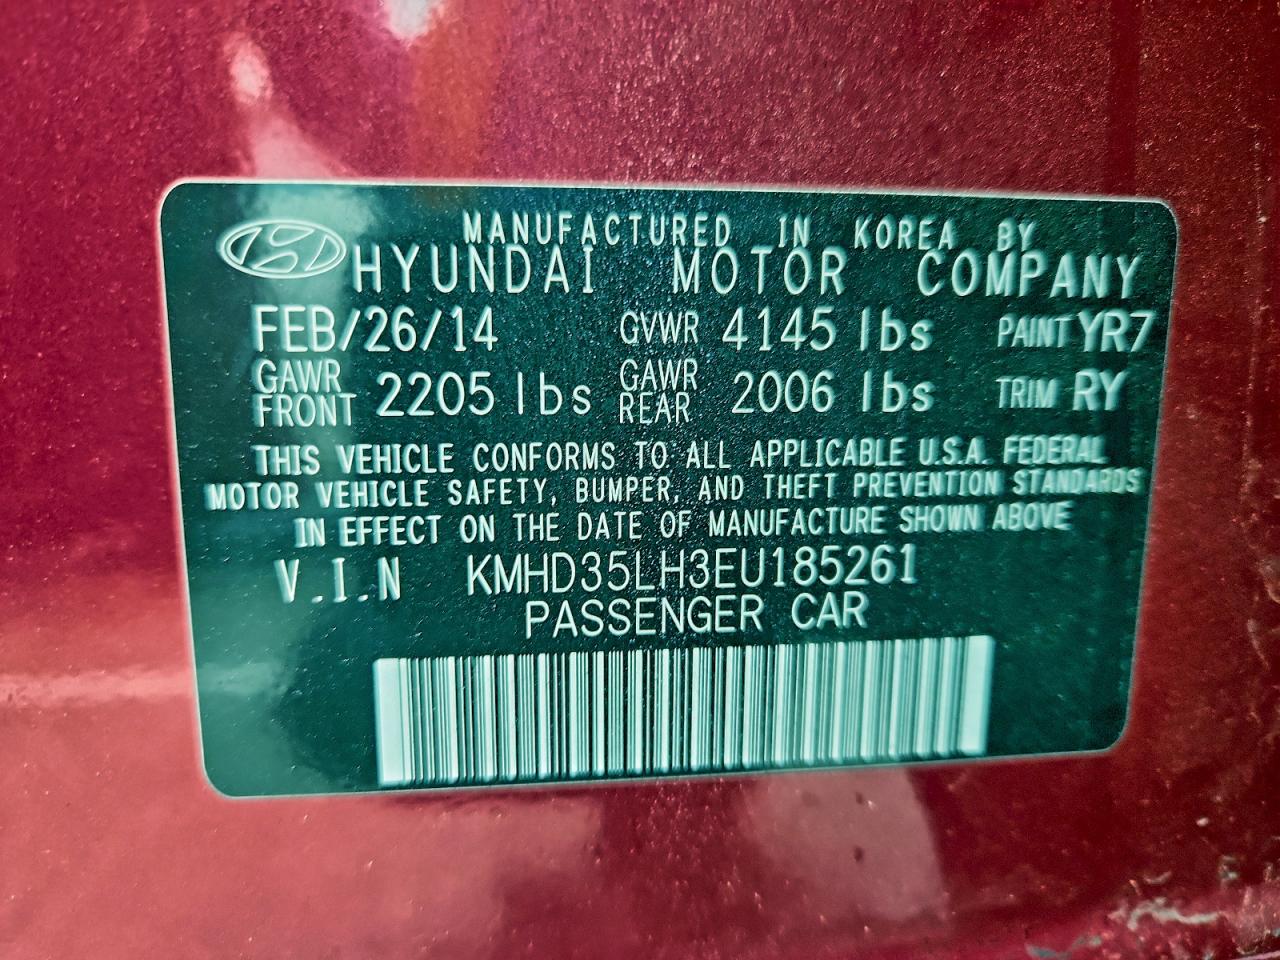 MANUFACTURED IN KOREA BY
HYUNDAI MOTOR COMPANY
FEB/26/14 GVWR 4145 lbs PAINT YR7
GAWR FRONT 2205 lbs GAWR REAR 2006 lbs TRIM RY
THIS VEHICLE CONFORMS TO ALL APPLICABLE U.S.A. FEDERAL
MOTOR VEHICLE SAFETY, BUMPER, AND THEFT PREVENTION STANDARDS
IN EFFECT ON THE DATE OF MANUFACTURE SHOWN ABOVE
V.I.N KMHD35LH3EU185261
PASSENGER CAR